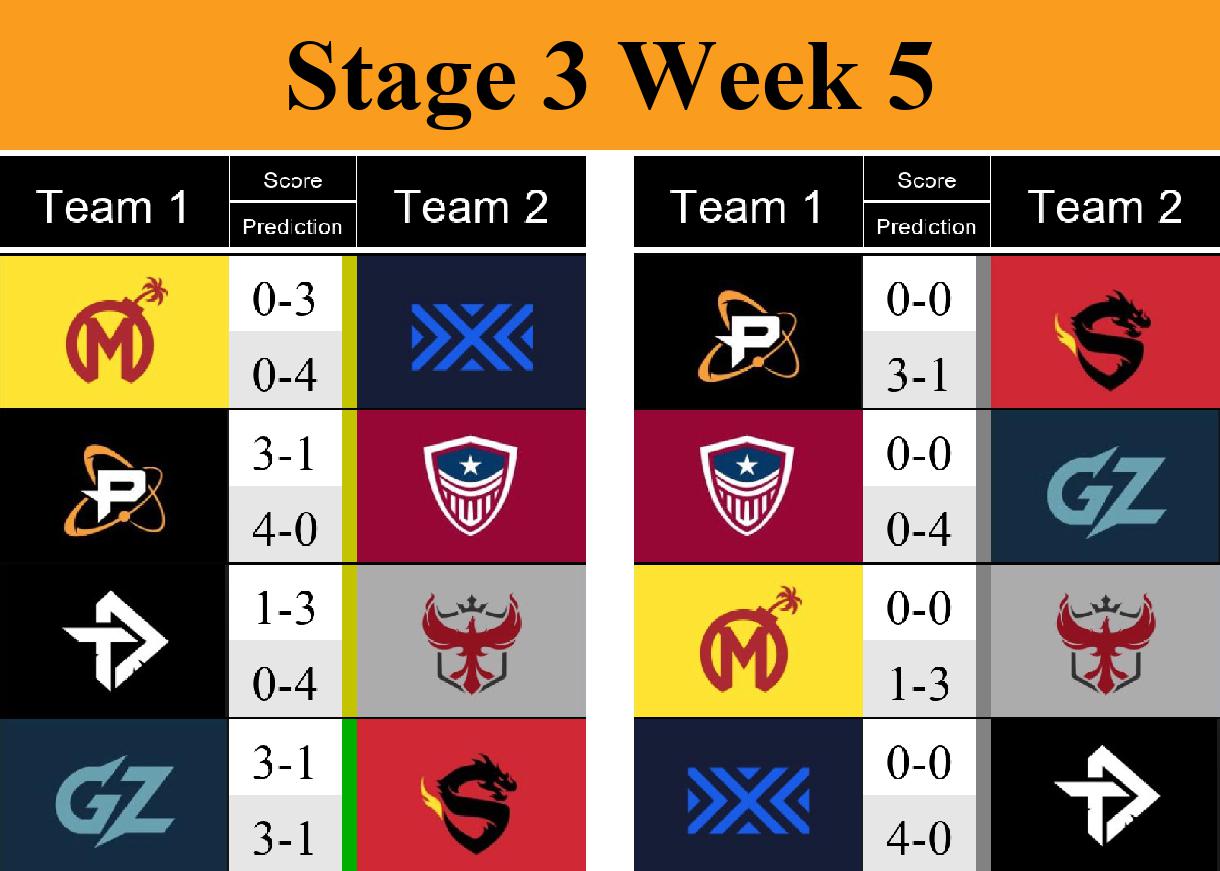 Stage 3 Week 5
Team 1
Score
Prediction
Team 2
M
0-3
0-4
P
3-1
4-0
1-3
0-4
GZ
3-1
3-1
S
Team 1
Score
Prediction
Team 2
P
0-0
3-1
S
0-0
0-4
GZ
M
0-0
1-3
0-0
4-0